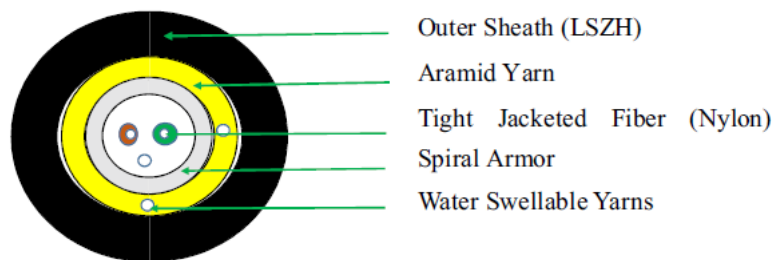 Outer Sheath (LSZH)
Aramid Yarn
Tight Jacketed Fiber (Nylon)
Spiral Armor
Water Swellable Yarns